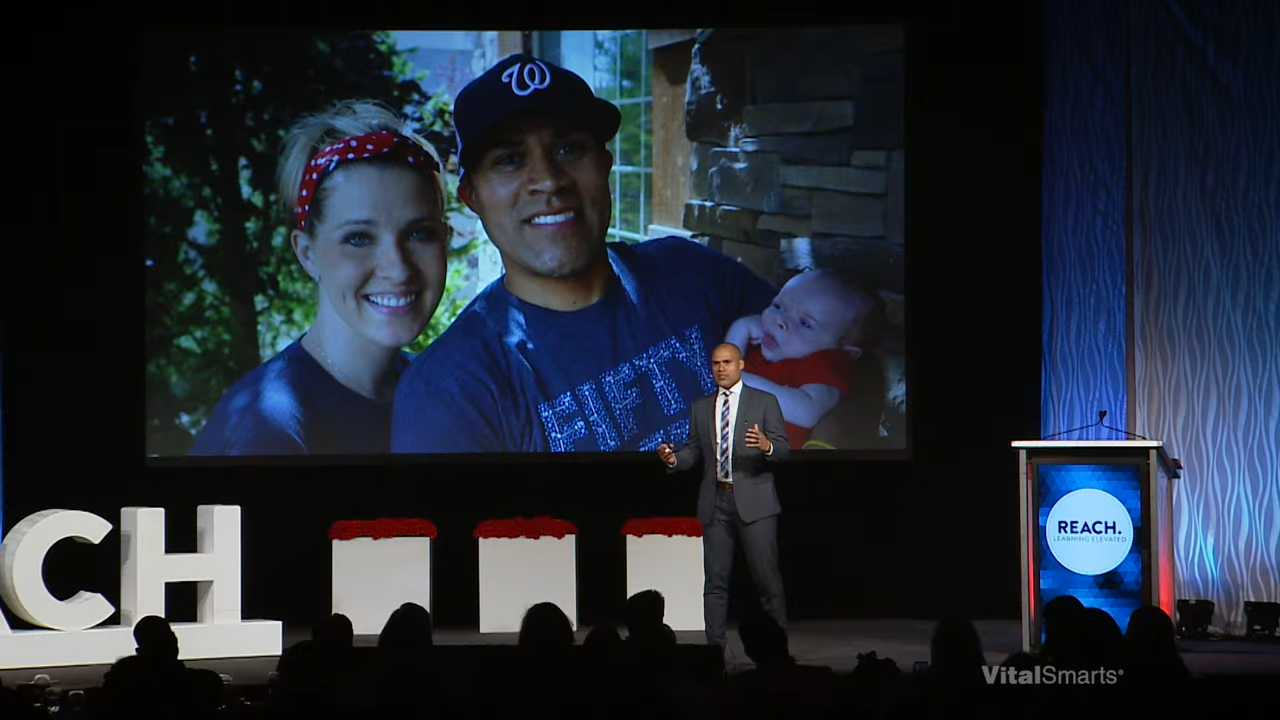 W
FIFTY
CH
REACH.
LEARNING ELEVATED
VitalSmarts